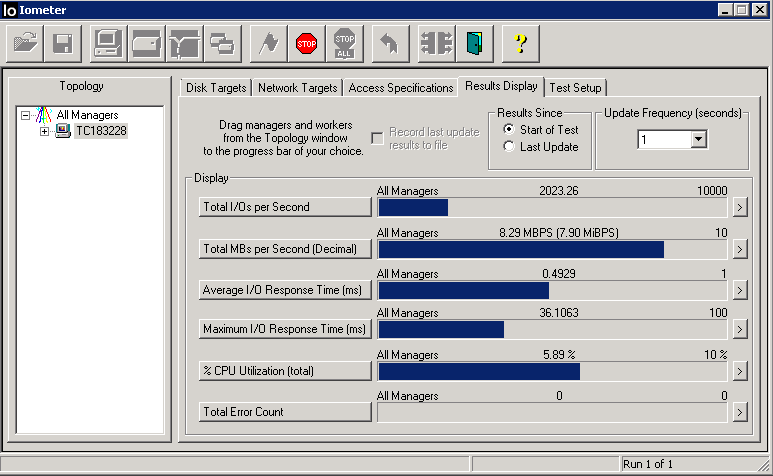 Io Iometer
STOP
STOP
ALL
?
Topology
All Managers
TC183228
Disk Targets
Network Targets
Access Specifications
Results Display
Test Setup
Drag managers and workers
from the Topology window
to the progress bar of your choice.
Record last update
results to file
Results Since
Start of Test
Last Update
Update Frequency (seconds)
1
Display
All Managers 2023.26 10000
Total I/Os per Second >
All Managers 8.29 MBPS (7.90 MiBPS) 10
Total MBs per Second (Decimal) >
All Managers 0.4929 1
Average I/O Response Time (ms) >
All Managers 36.1063 100
Maximum I/O Response Time (ms) >
All Managers 5.89 % 10 %
% CPU Utilization (total) >
All Managers 0 0
Total Error Count >
Run 1 of 1